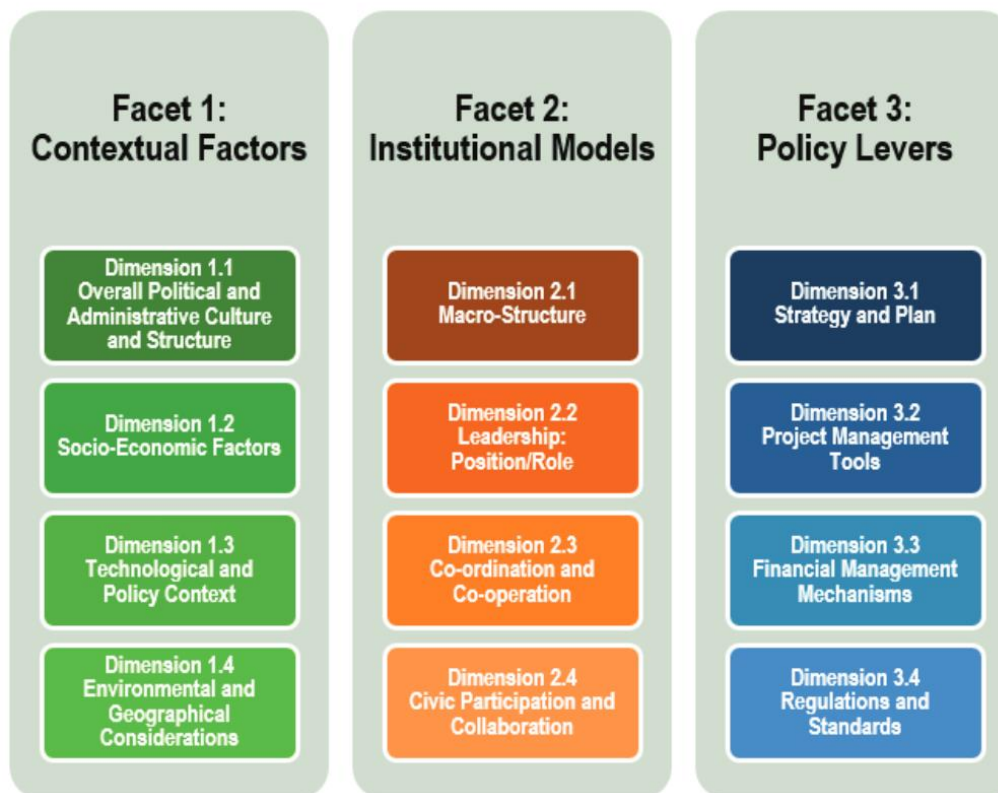 Facet 1:
Contextual Factors
Dimension 1.1
Overall Political and
Administrative Culture
and Structure
Dimension 1.2
Socio-Economic Factors
Dimension 1.3
Technological and
Policy Context
Dimension 1.4
Environmental and
Geographical
Considerations
Facet 2:
Institutional Models
Dimension 2.1
Macro-Structure
Dimension 2.2
Leadership:
Position/Role
Dimension 2.3
Co-ordination and
Co-operation
Dimension 2.4
Civic Participation and
Collaboration
Facet 3:
Policy Levers
Dimension 3.1
Strategy and Plan
Dimension 3.2
Project Management
Tools
Dimension 3.3
Financial Management
Mechanisms
Dimension 3.4
Regulations and
Standards